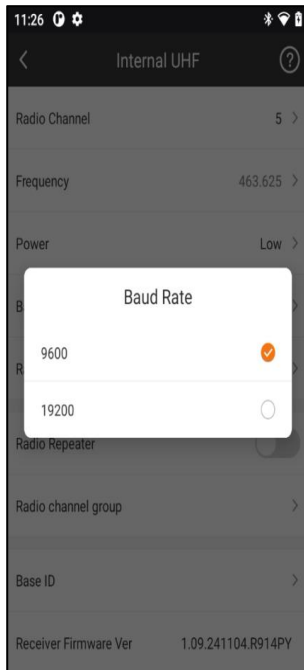 11:26
Internal UHF
Radio Channel 5
Frequency 463.625
Power Low
B
Baud Rate
9600
R
19200
Radio Repeater
Radio channel group
Base ID
Receiver Firmware Ver 1.09.241104.R914PY